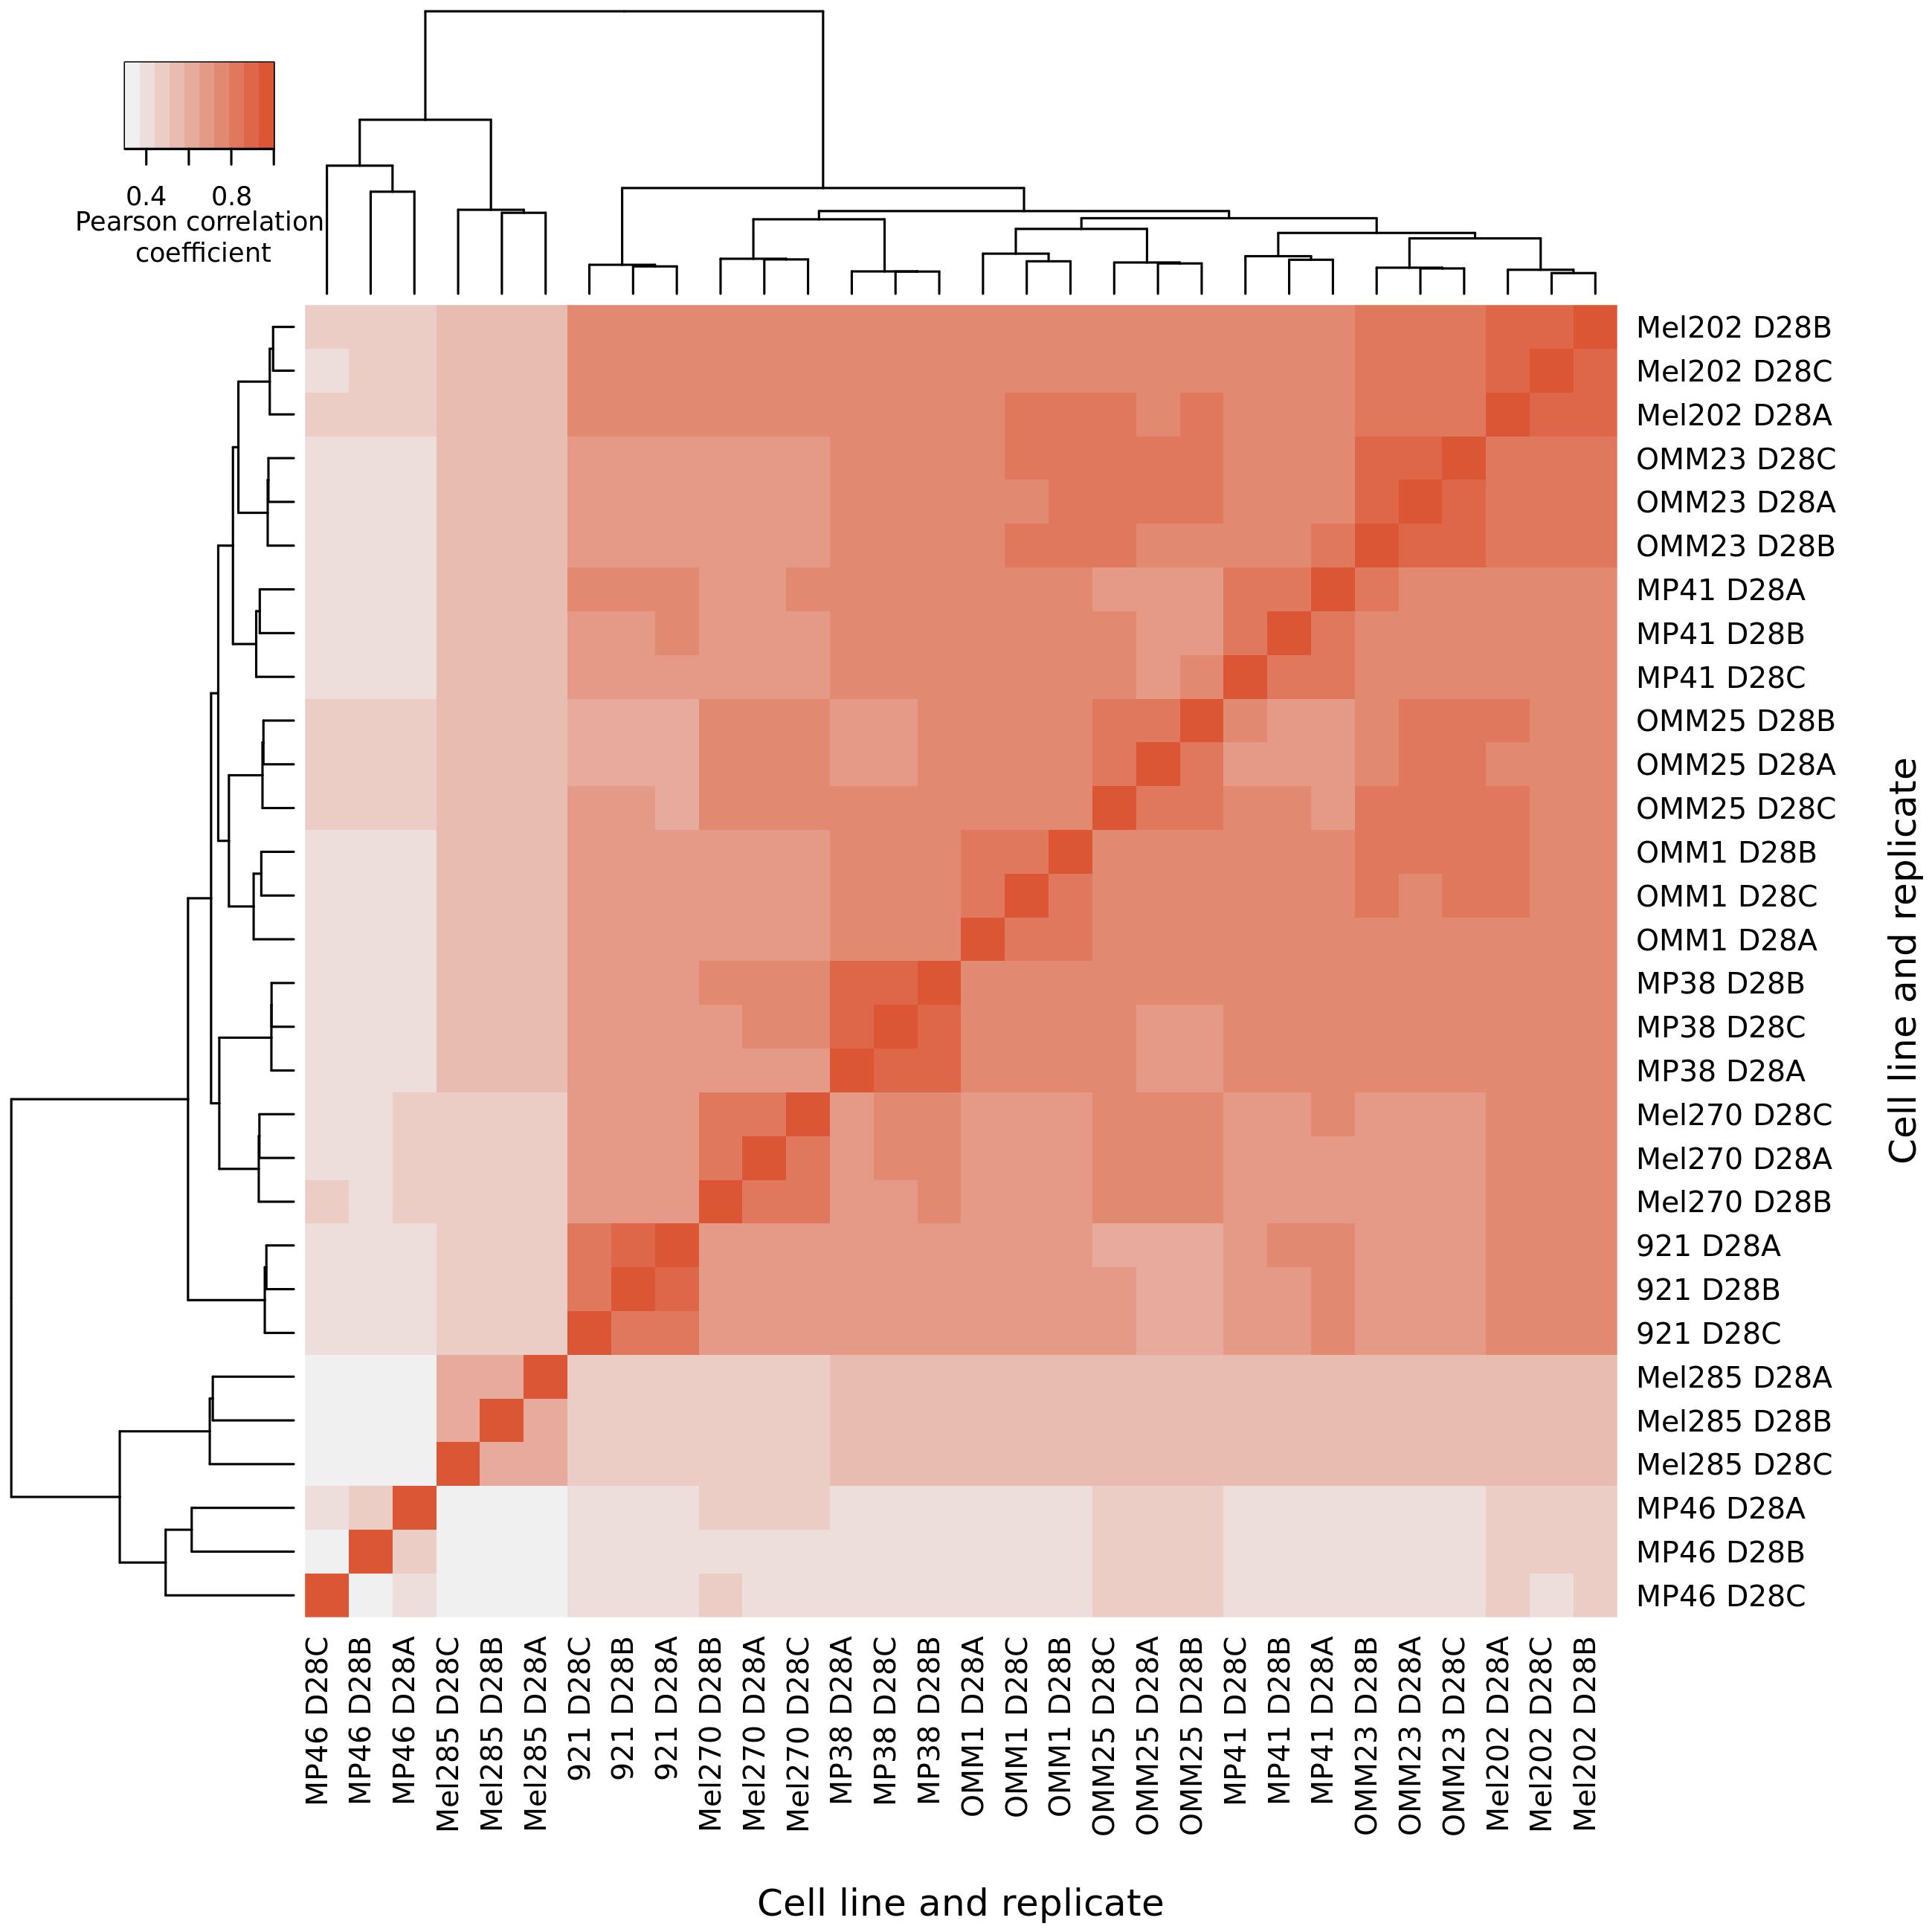 0.4 0.8
Pearson correlation
coefficient
Mel202 D28B
Mel202 D28C
Mel202 D28A
OMM23 D28C
OMM23 D28A
OMM23 D28B
MP41 D28A
MP41 D28B
MP41 D28C
OMM25 D28B
OMM25 D28A
OMM25 D28C
OMM1 D28B
OMM1 D28C
OMM1 D28A
MP38 D28B
MP38 D28C
MP38 D28A
Mel270 D28C
Mel270 D28A
Mel270 D28B
921 D28A
921 D28B
921 D28C
Mel285 D28A
Mel285 D28B
Mel285 D28C
MP46 D28A
MP46 D28B
MP46 D28C
Cell line and replicate
MP46 D28C
MP46 D28B
MP46 D28A
Mel285 D28C
Mel285 D28B
Mel285 D28A
921 D28C
921 D28B
921 D28A
Mel270 D28B
Mel270 D28A
Mel270 D28C
MP38 D28A
MP38 D28C
MP38 D28B
OMM1 D28A
OMM1 D28C
OMM1 D28B
OMM25 D28C
OMM25 D28A
OMM25 D28B
MP41 D28C
MP41 D28B
MP41 D28A
OMM23 D28B
OMM23 D28A
OMM23 D28C
Mel202 D28A
Mel202 D28C
Mel202 D28B
Cell line and replicate